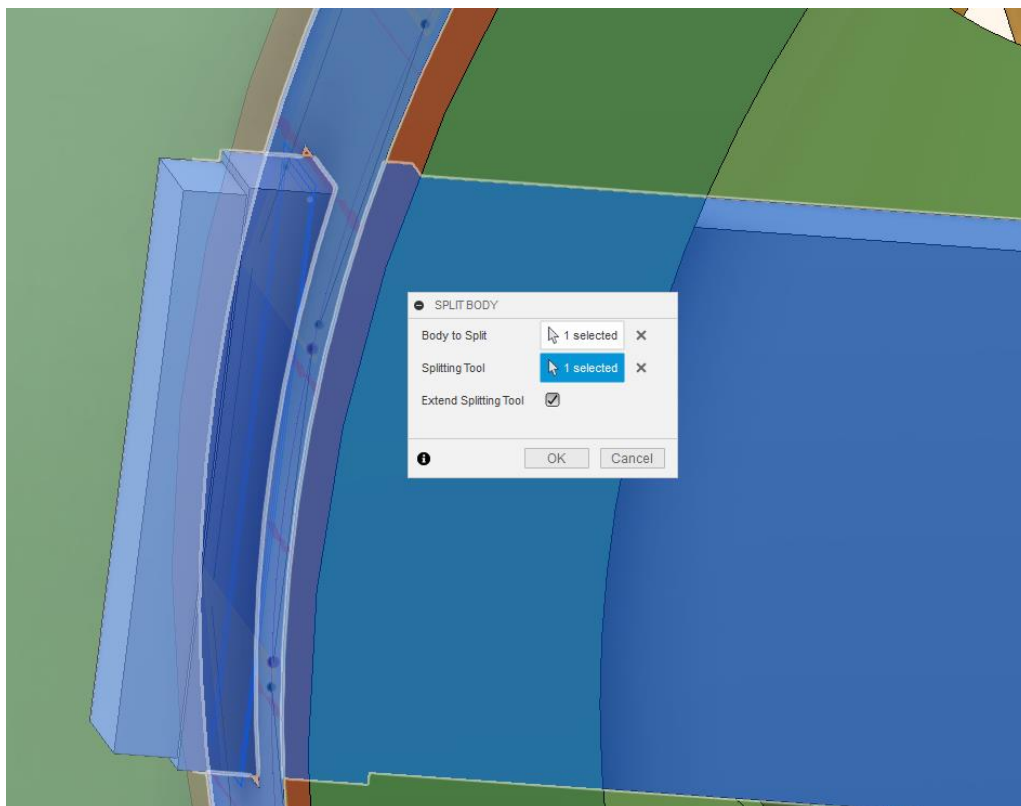 SPLIT BODY
Body to Split 1 selected
Splitting Tool 1 selected
Extend Splitting Tool
OK Cancel